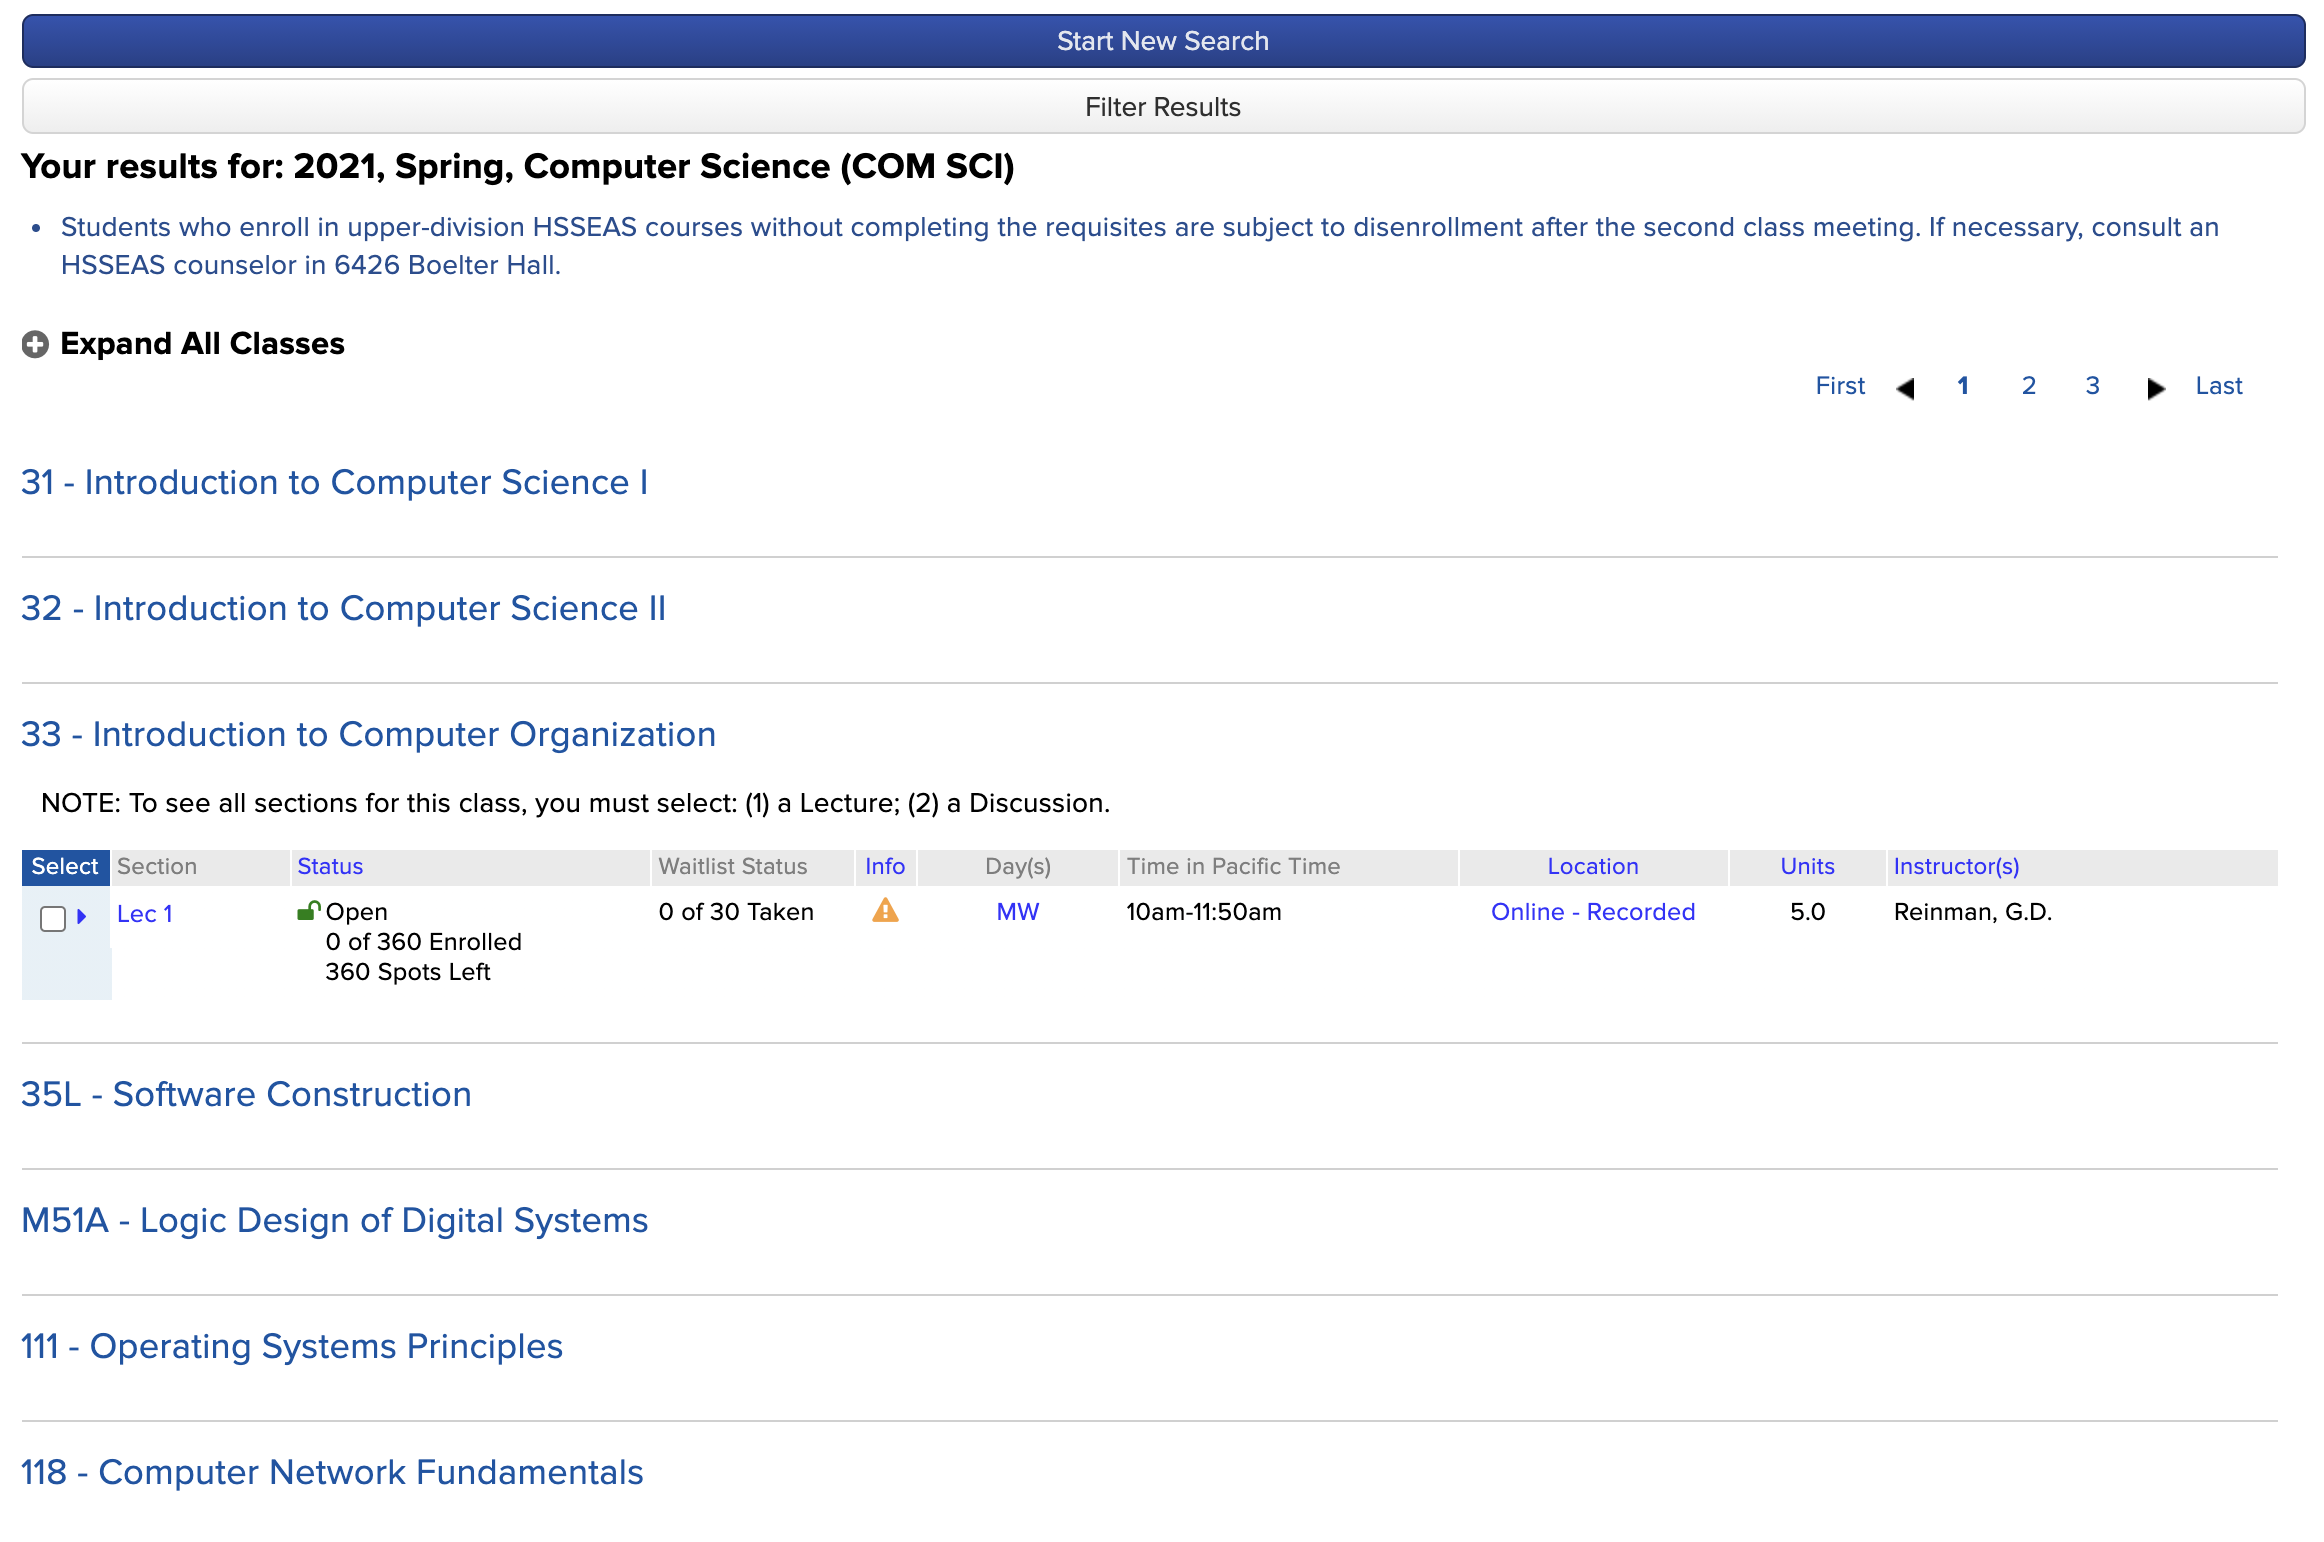 Start New Search
Filter Results
Your results for: 2021, Spring, Computer Science (COM SCI)
• Students who enroll in upper-division HSSEAS courses without completing the requisites are subject to disenrollment after the second class meeting. If necessary, consult an
HSSEAS counselor in 6426 Boelter Hall.
Expand All Classes
First 1 2 3 Last
31 - Introduction to Computer Science I
32 - Introduction to Computer Science II
33 - Introduction to Computer Organization
NOTE: To see all sections for this class, you must select: (1) a Lecture; (2) a Discussion.
Select Section Status Waitlist Status Info Day(s) Time in Pacific Time Location Units Instructor(s)
Lec 1 Open 0 of 30 Taken MW 10am-11:50am Online - Recorded 5.0 Reinman, G.D.
0 of 360 Enrolled
360 Spots Left
35L - Software Construction
M51A - Logic Design of Digital Systems
111 - Operating Systems Principles
118 - Computer Network Fundamentals